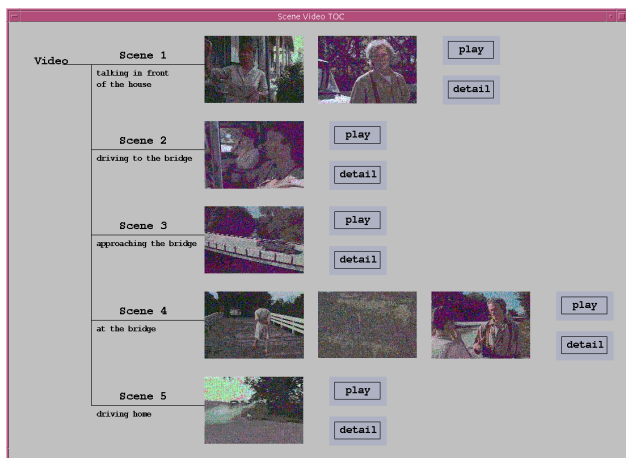 Scene Video TOC
Video
Scene 1
talking in front
of the house
play
detail
Scene 2
driving to the bridge
play
detail
Scene 3
approaching the bridge
play
detail
Scene 4
at the bridge
play
detail
Scene 5
driving home
play
detail